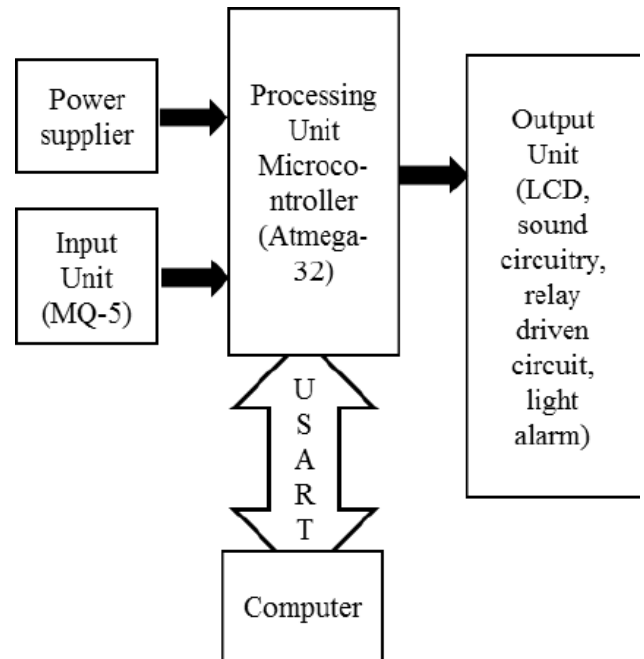 Power
supplier
Input
Unit
(MQ-5)
Processing
Unit
Microco-
ntroller
(Atmega-
32)
Output
Unit
(LCD,
sound
circuitry,
relay
driven
circuit,
light
alarm)
U
S
A
R
T
Computer